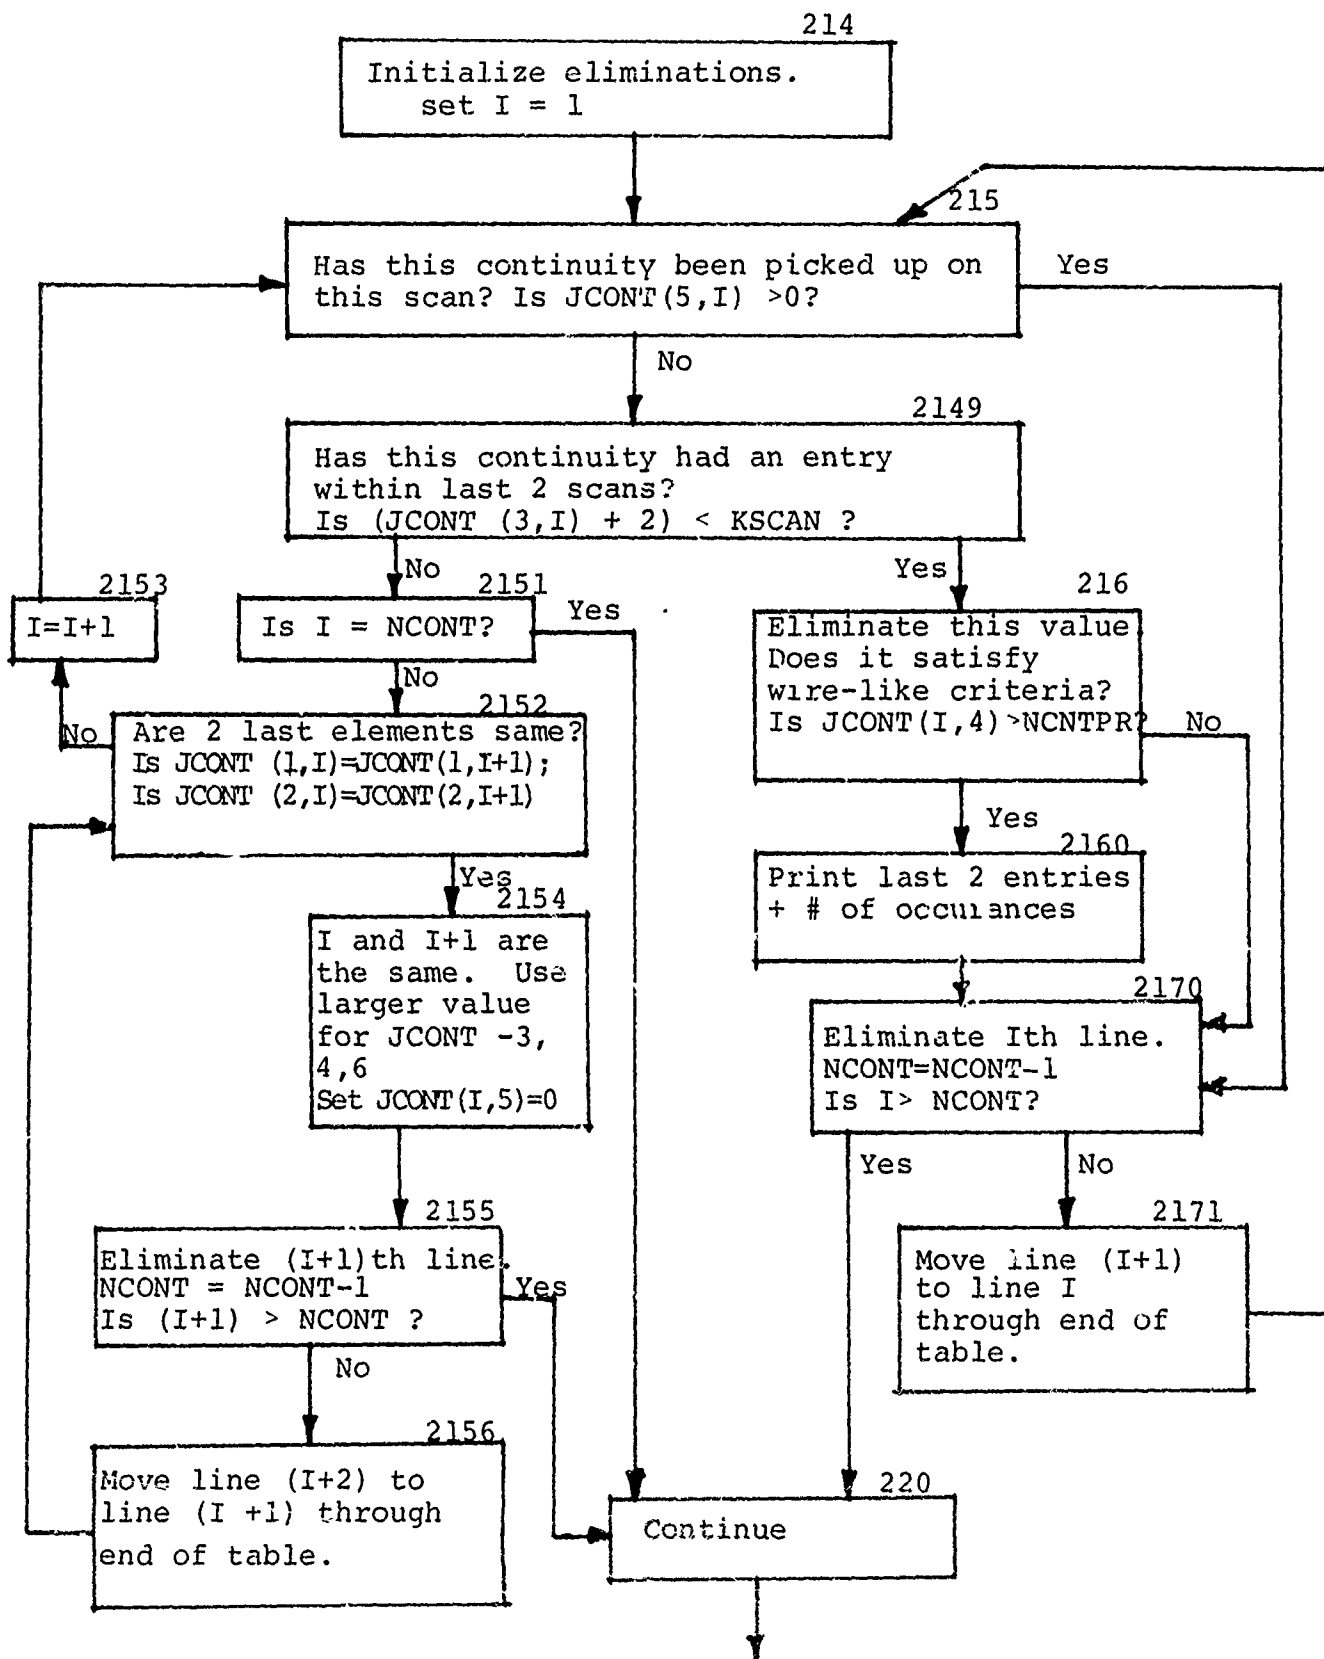 214
Initialize eliminations.
set I = 1
215
Has this continuity been picked up on
this scan? Is JCONT(5,I) >0?
Yes
No
2149
Has this continuity had an entry
within last 2 scans?
Is (JCONT (3,I) + 2) < KSCAN ?
No
Yes
2153
I=I+1
2151
Is I = NCONT?
Yes
No
216
Eliminate this value
Does it satisfy
wire-like criteria?
Is JCONT(I,4)>NCNTPR?
No
Yes
2152
Are 2 last elements same?
Is JCONT (1,I)=JCONT(1,I+1);
Is JCONT (2,I)=JCONT(2,I+1)
No
Yes
2160
Print last 2 entries
+ # of occurances
2154
I and I+1 are
the same. Use
larger value
for JCONT -3,
4,6
Set JCONT(I,5)=0
2170
Eliminate Ith line.
NCONT=NCONT-1
Is I> NCONT?
Yes
No
2155
Eliminate (I+1)th line.
NCONT = NCONT-1
Is (I+1) > NCONT ?
Yes
No
2171
Move line (I+1)
to line I
through end of
table.
2156
Move line (I+2) to
line (I +1) through
end of table.
220
Continue